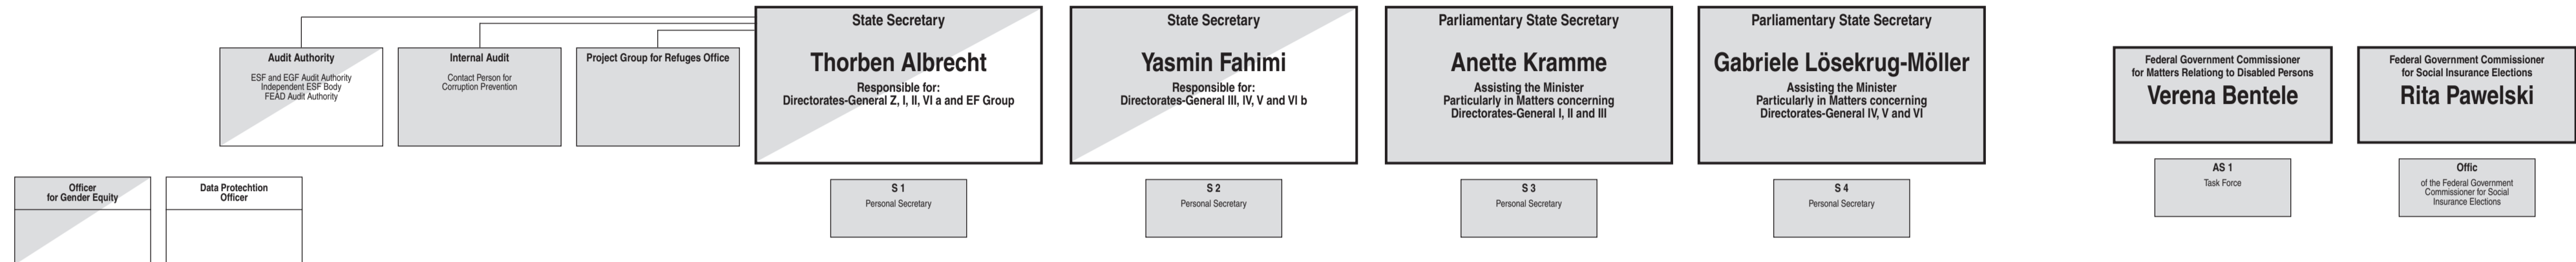 State Secretary
Thorben Albrecht
Responsible for:
Directorates-General Z, I, II, VI a and EF Group
State Secretary
Yasmin Fahimi
Responsible for:
Directorates-General III, IV, V and VI b
Parliamentary State Secretary
Anette Kramme
Assisting the Minister
Particularly in Matters concerning
Directorates-General I, II and III
Parliamentary State Secretary
Gabriele Lösekrug-Möller
Assisting the Minister
Particularly in Matters concerning
Directorates-General IV, V and VI
Audit Authority
ESF and EGF Audit Authority
Independent ESF Body
FEAD Audit Authority
Internal Audit
Contact Person for
Corruption Prevention
Project Group for Refuges Office
Federal Government Commissioner
for Matters Relationg to Disabled Persons
Verena Bentele
Federal Government Commissioner
for Social Insurance Elections
Rita Pawelski
AS 1
Task Force
Offic
of the Federal Government
Commissioner for Social
Insurance Elections
Officer
for Gender Equity
Data Protechtion
Officer
S 1
Personal Secretary
S 2
Personal Secretary
S 3
Personal Secretary
S 4
Personal Secretary